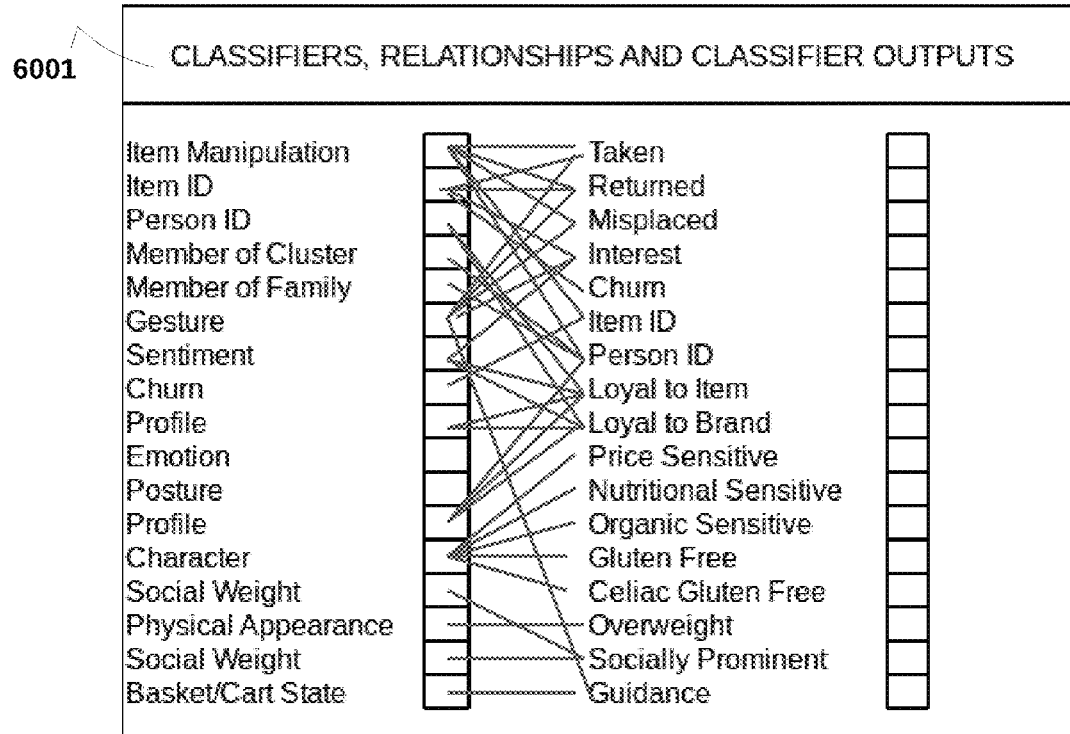 6001
CLASSIFIERS, RELATIONSHIPS AND CLASSIFIER OUTPUTS
Item Manipulation
Item ID
Person ID
Member of Cluster
Member of Family
Gesture
Sentiment
Churn
Profile
Emotion
Posture
Profile
Character
Social Weight
Physical Appearance
Social Weight
Basket/Cart State
Taken
Returned
Misplaced
Interest
Churn
Item ID
Person ID
Loyal to Item
Loyal to Brand
Price Sensitive
Nutritional Sensitive
Organic Sensitive
Gluten Free
Celiac Gluten Free
Overweight
Socially Prominent
Guidance